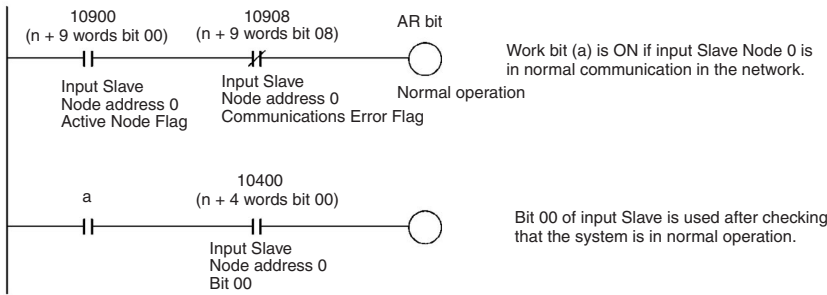 10900
(n + 9 words bit 00)
10908
(n + 9 words bit 08)
AR bit
Input Slave
Node address 0
Active Node Flag
Input Slave
Node address 0
Communications Error Flag
Normal operation
Work bit (a) is ON if input Slave Node 0 is
in normal communication in the network.
a
10400
(n + 4 words bit 00)
Input Slave
Node address 0
Bit 00
Bit 00 of input Slave is used after checking
that the system is in normal operation.